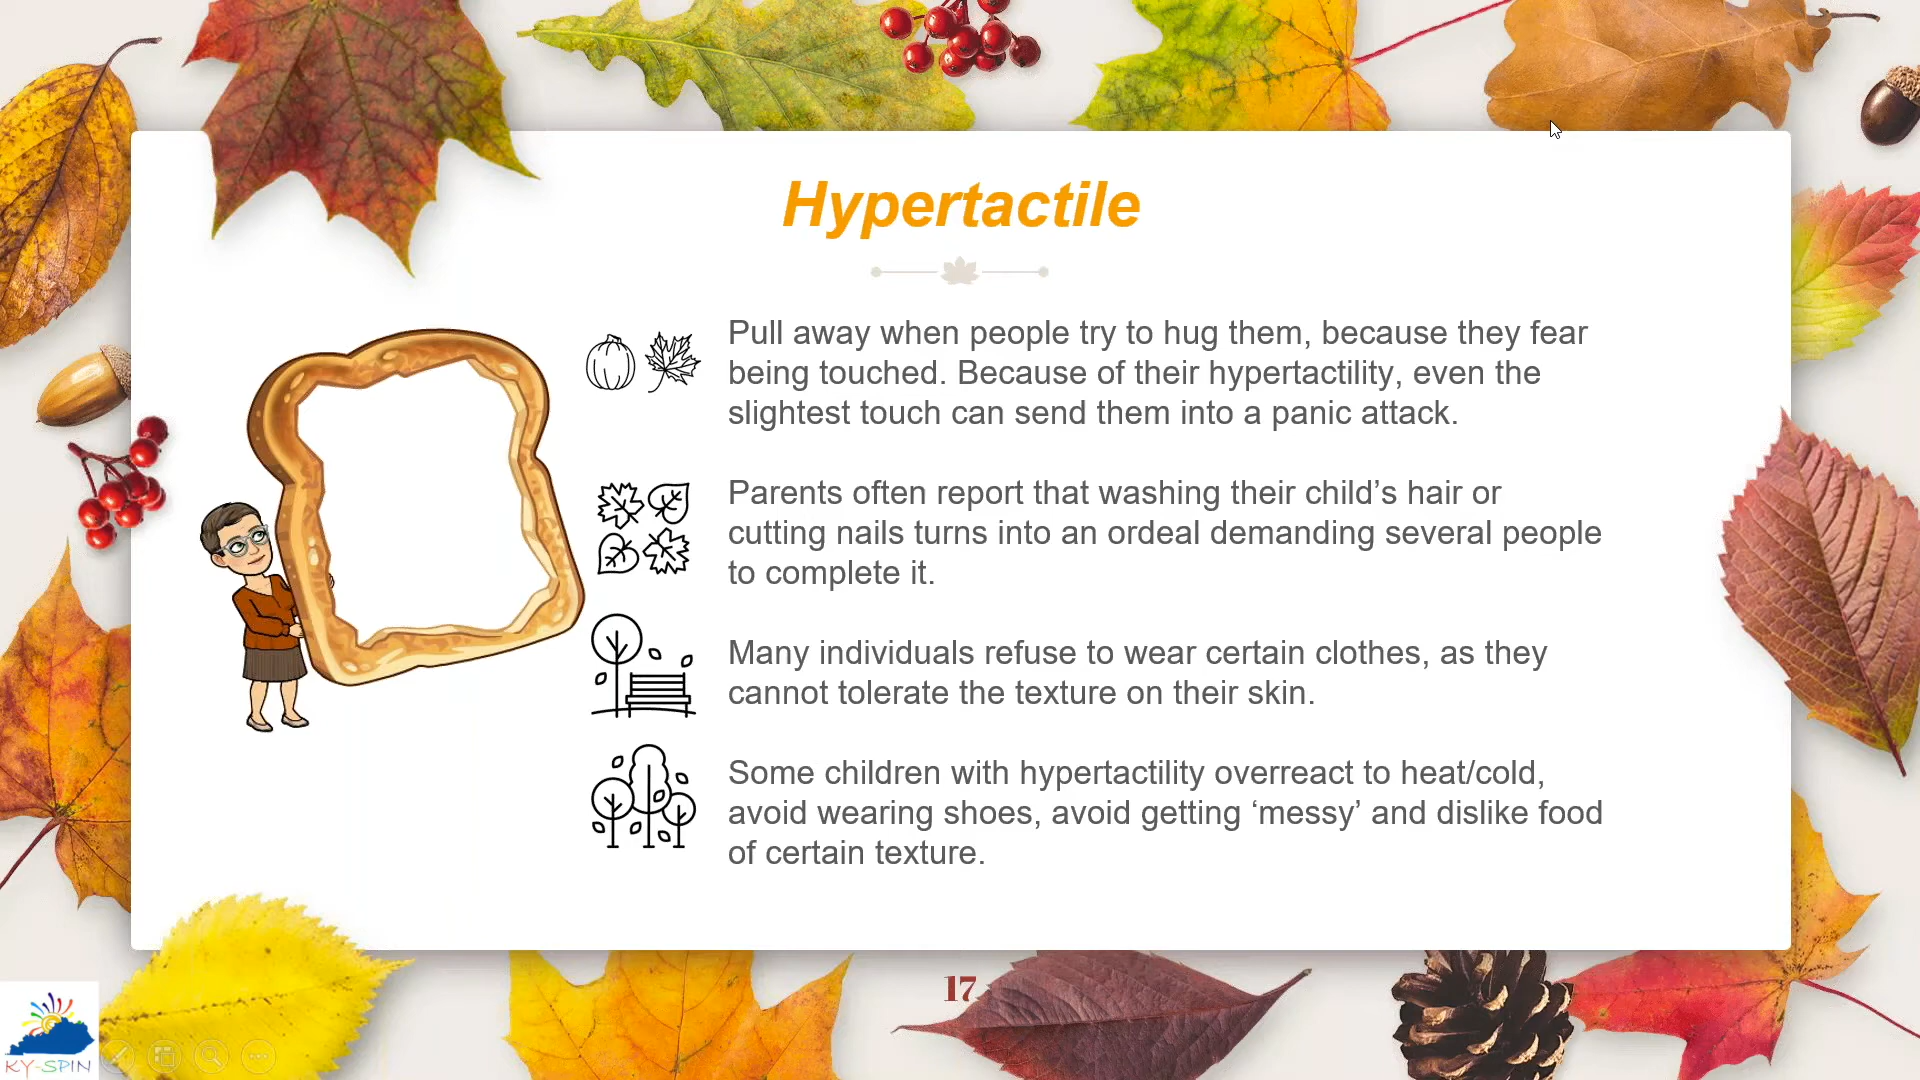 Hypertactile
Pull away when people try to hug them, because they fear
being touched. Because of their hypertactility, even the
slightest touch can send them into a panic attack.
Parents often report that washing their child’s hair or
cutting nails turns into an ordeal demanding several people
to complete it.
Many individuals refuse to wear certain clothes, as they
cannot tolerate the texture on their skin.
Some children with hypertactility overreact to heat/cold,
avoid wearing shoes, avoid getting ‘messy’ and dislike food
of certain texture.
17
KY-SPIN